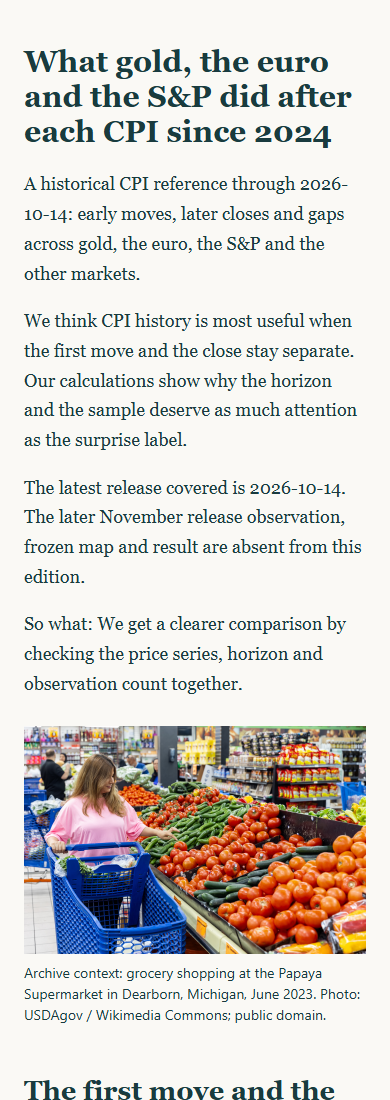 What gold, the euro
and the S&P did after
each CPI since 2024
A historical CPI reference through 2026-
10-14: early moves, later closes and gaps
across gold, the euro, the S&P and the
other markets.
We think CPI history is most useful when
the first move and the close stay separate.
Our calculations show why the horizon
and the sample deserve as much attention
as the surprise label.
The latest release covered is 2026-10-14.
The later November release observation,
frozen map and result are absent from this
edition.
So what: We get a clearer comparison by
checking the price series, horizon and
observation count together.
Archive context: grocery shopping at the Papaya
Supermarket in Dearborn, Michigan, June 2023. Photo:
USDAgov / Wikimedia Commons; public domain.
The first move and the